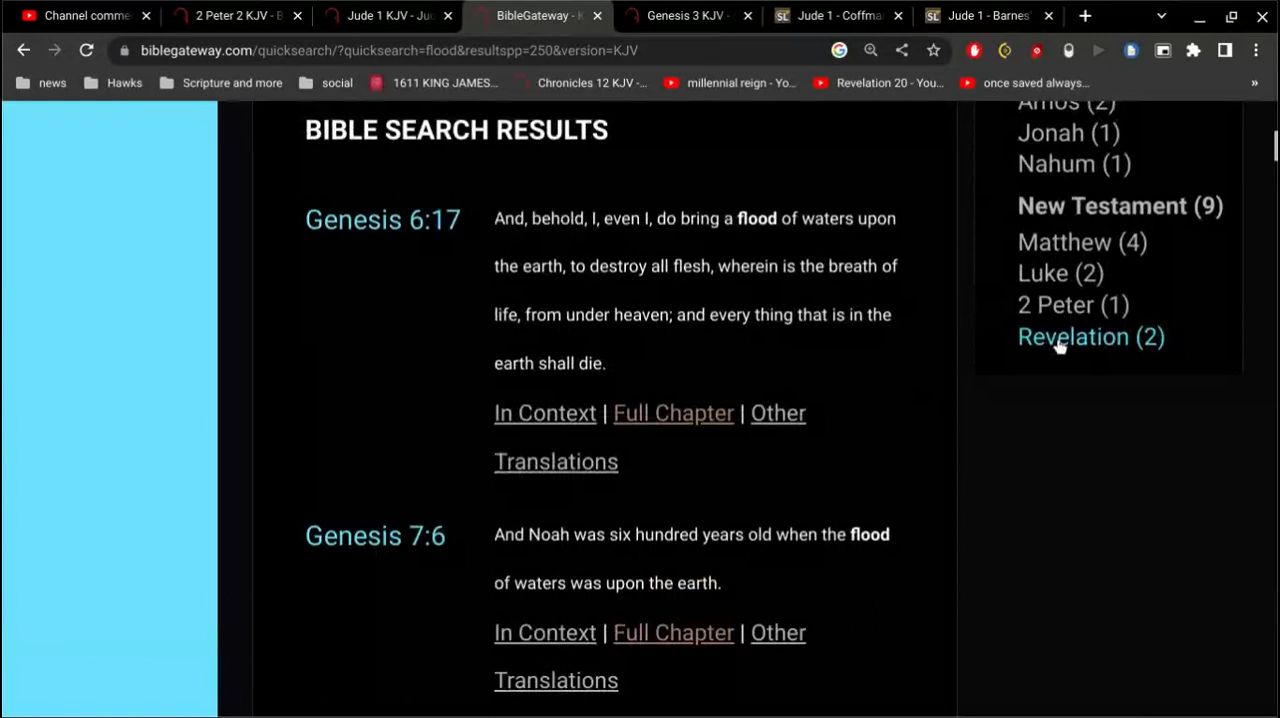 Channel comme
2 Peter 2 KJV - B
Jude 1 KJV - Ju
BibleGateway - K
Genesis 3 KJV -
SL Jude 1 - Coffma
SL Jude 1 - Barnes
biblegateway.com/quicksearch/?quicksearch=flood&resultspp=250&version=KJV
news
Hawks
Scripture and more
social
1611 KING JAMES...
Chronicles 12 KJV -...
millennial reign - Yo...
Revelation 20 - You...
once saved always...
»
BIBLE SEARCH RESULTS
Genesis 6:17
And, behold, I, even I, do bring a flood of waters upon
the earth, to destroy all flesh, wherein is the breath of
life, from under heaven; and every thing that is in the
earth shall die.
In Context | Full Chapter | Other
Translations
Genesis 7:6
And Noah was six hundred years old when the flood
of waters was upon the earth.
In Context | Full Chapter | Other
Translations
Amos (2)
Jonah (1)
Nahum (1)
New Testament (9)
Matthew (4)
Luke (2)
2 Peter (1)
Revelation (2)